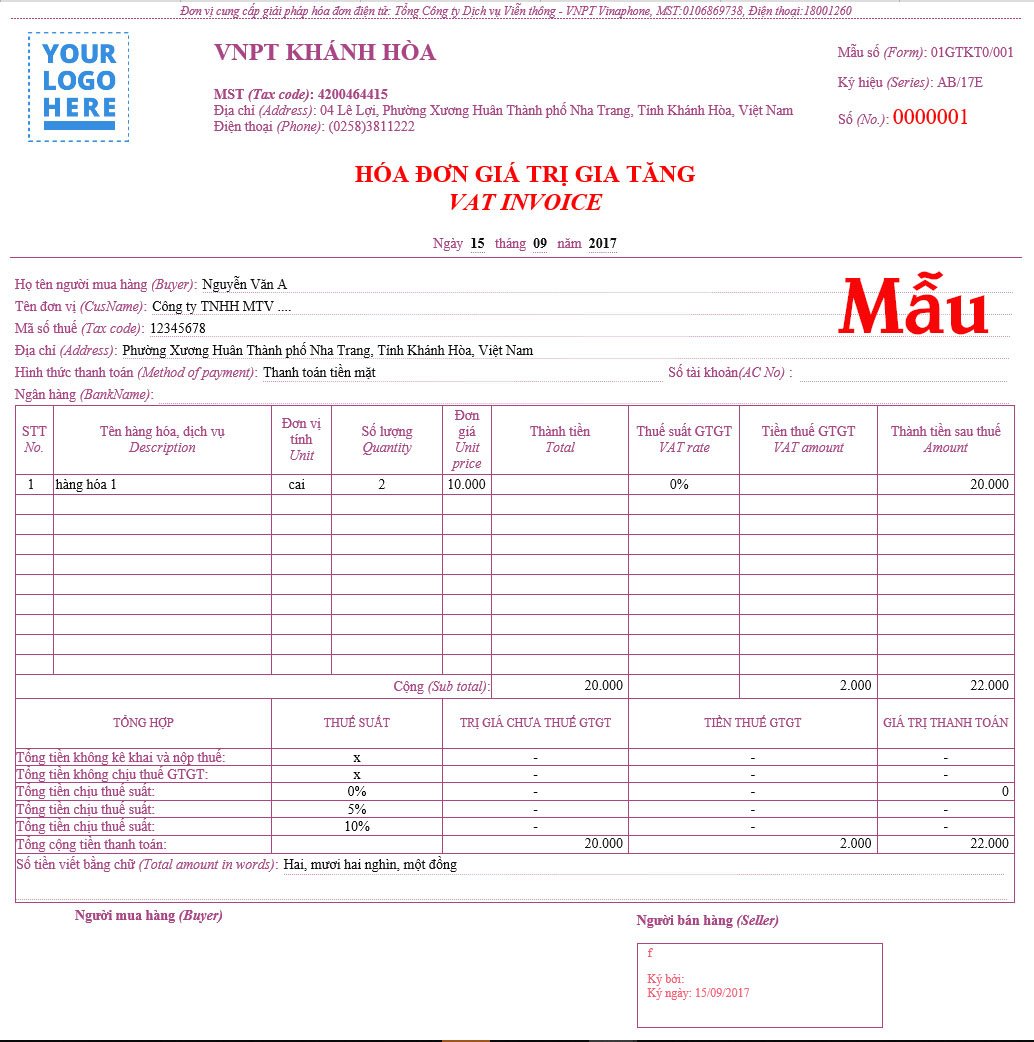 Đơn vị cung cấp giải pháp hóa đơn điện tử: Tổng Công ty Dịch vụ Viễn thông - VNPT Vinaphone, MST:0106869738, Điện thoại:18001260
YOUR
LOGO
HERE
VNPT KHÁNH HÒA
MST (Tax code): 4200464415
Địa chỉ (Address): 04 Lê Lợi, Phường Xương Huân Thành phố Nha Trang, Tỉnh Khánh Hòa, Việt Nam
Điện thoại (Phone): (0258)3811222
Mẫu số (Form): 01GTKT0/001
Ký hiệu (Series): AB/17E
Số (No.): 0000001
HÓA ĐƠN GIÁ TRỊ GIA TĂNG
VAT INVOICE
Ngày 15 tháng 09 năm 2017
Mẫu
Họ tên người mua hàng (Buyer): Nguyễn Văn A
Tên đơn vị (CusName): Công ty TNHH MTV ....
Mã số thuế (Tax code): 12345678
Địa chỉ (Address): Phường Xương Huân Thành phố Nha Trang, Tỉnh Khánh Hòa, Việt Nam
Hình thức thanh toán (Method of payment): Thanh toán tiền mặt Số tài khoản(AC No) :
Ngân hàng (BankName):
STT
No.
Tên hàng hóa, dịch vụ
Description
Đơn vị
tính
Unit
Số lượng
Quantity
Đơn
giá
Unit
price
Thành tiền
Total
Thuế suất GTGT
VAT rate
Tiền thuế GTGT
VAT amount
Thành tiền sau thuế
Amount
1 hàng hóa 1 cai 2 10.000 0% 20.000
Cộng (Sub total): 20.000 2.000 22.000
TỔNG HỢP THUẾ SUẤT TRỊ GIÁ CHƯA THUẾ GTGT TIỀN THUẾ GTGT GIÁ TRỊ THANH TOÁN
Tổng tiền không kê khai và nộp thuế: x - - -
Tổng tiền không chịu thuế GTGT: x - - -
Tổng tiền chịu thuế suất: 0% - - 0
Tổng tiền chịu thuế suất: 5% - - -
Tổng tiền chịu thuế suất: 10% - - -
Tổng cộng tiền thanh toán: 20.000 2.000 22.000
Số tiền viết bằng chữ (Total amount in words): Hai, mươi hai nghìn, một đồng
Người mua hàng (Buyer)
Người bán hàng (Seller)
f
Ký bởi:
Ký ngày: 15/09/2017